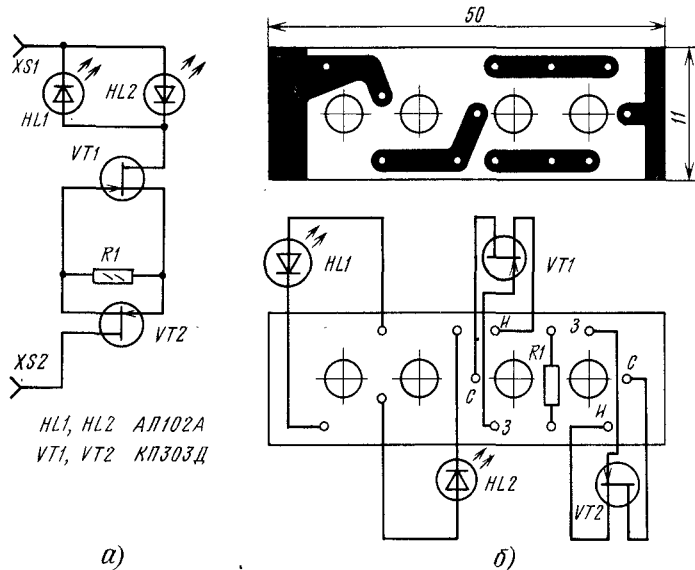 XS1
HL1
HL2
VT1
R1
VT2
XS2
HL1, HL2 АЛ102А
VT1, VT2 КП303Д
а)
50
11
HL1
VT1
И
З
R1
С
С
З
И
HL2
VT2
б)